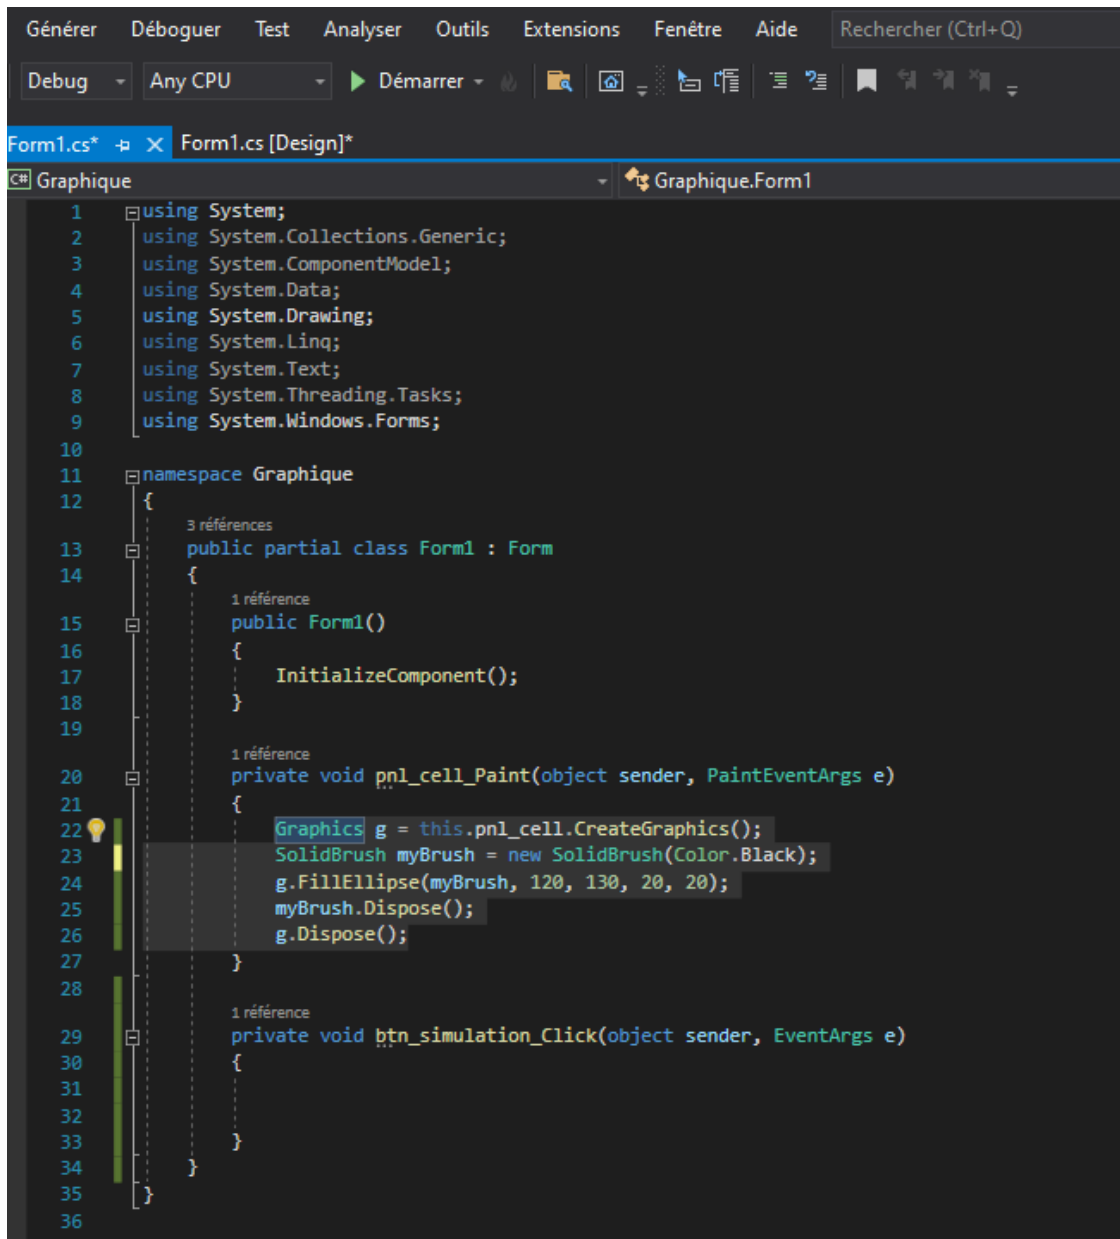 Générer Déboguer Test Analyser Outils Extensions Fenêtre Aide Rechercher (Ctrl+Q)
Debug Any CPU Démarrer
Form1.cs* Form1.cs [Design]*
C# Graphique Graphique.Form1
1 using System;
2 using System.Collections.Generic;
3 using System.ComponentModel;
4 using System.Data;
5 using System.Drawing;
6 using System.Linq;
7 using System.Text;
8 using System.Threading.Tasks;
9 using System.Windows.Forms;
10
11 namespace Graphique
12 {
3 références
13 public partial class Form1 : Form
14 {
1 référence
15 public Form1()
16 {
17 InitializeComponent();
18 }
19
1 référence
20 private void pnl_cell_Paint(object sender, PaintEventArgs e)
21 {
22 Graphics g = this.pnl_cell.CreateGraphics();
23 SolidBrush myBrush = new SolidBrush(Color.Black);
24 g.FillEllipse(myBrush, 120, 130, 20, 20);
25 myBrush.Dispose();
26 g.Dispose();
27 }
28
1 référence
29 private void btn_simulation_Click(object sender, EventArgs e)
30 {
31
32
33 }
34 }
35 }
36